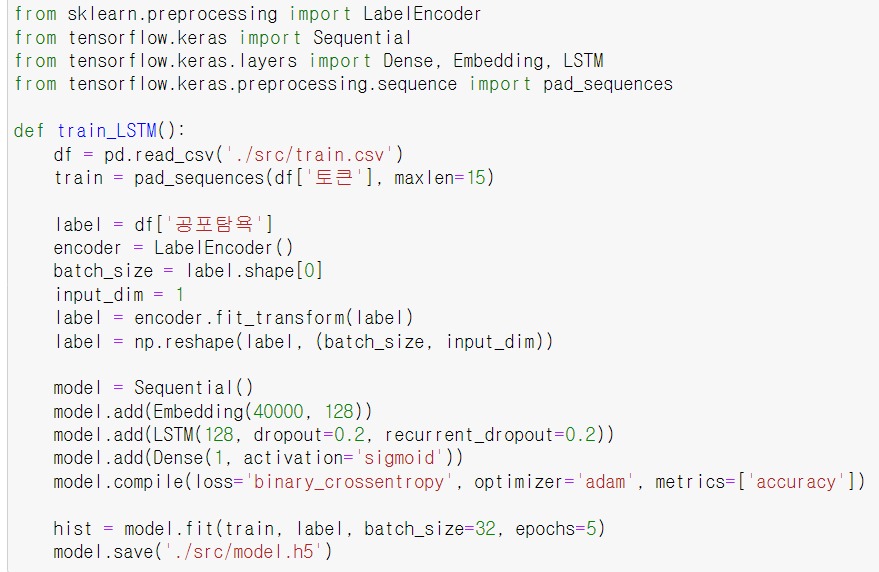 from sklearn.preprocessing import LabelEncoder
from tensorflow.keras import Sequential
from tensorflow.keras.layers import Dense, Embedding, LSTM
from tensorflow.keras.preprocessing.sequence import pad_sequences

def train_LSTM():
    df = pd.read_csv('./src/train.csv')
    train = pad_sequences(df['토큰'], maxlen=15)

    label = df['공포탐욕']
    encoder = LabelEncoder()
    batch_size = label.shape[0]
    input_dim = 1
    label = encoder.fit_transform(label)
    label = np.reshape(label, (batch_size, input_dim))

    model = Sequential()
    model.add(Embedding(40000, 128))
    model.add(LSTM(128, dropout=0.2, recurrent_dropout=0.2))
    model.add(Dense(1, activation='sigmoid'))
    model.compile(loss='binary_crossentropy', optimizer='adam', metrics=['accuracy'])

    hist = model.fit(train, label, batch_size=32, epochs=5)
    model.save('./src/model.h5')